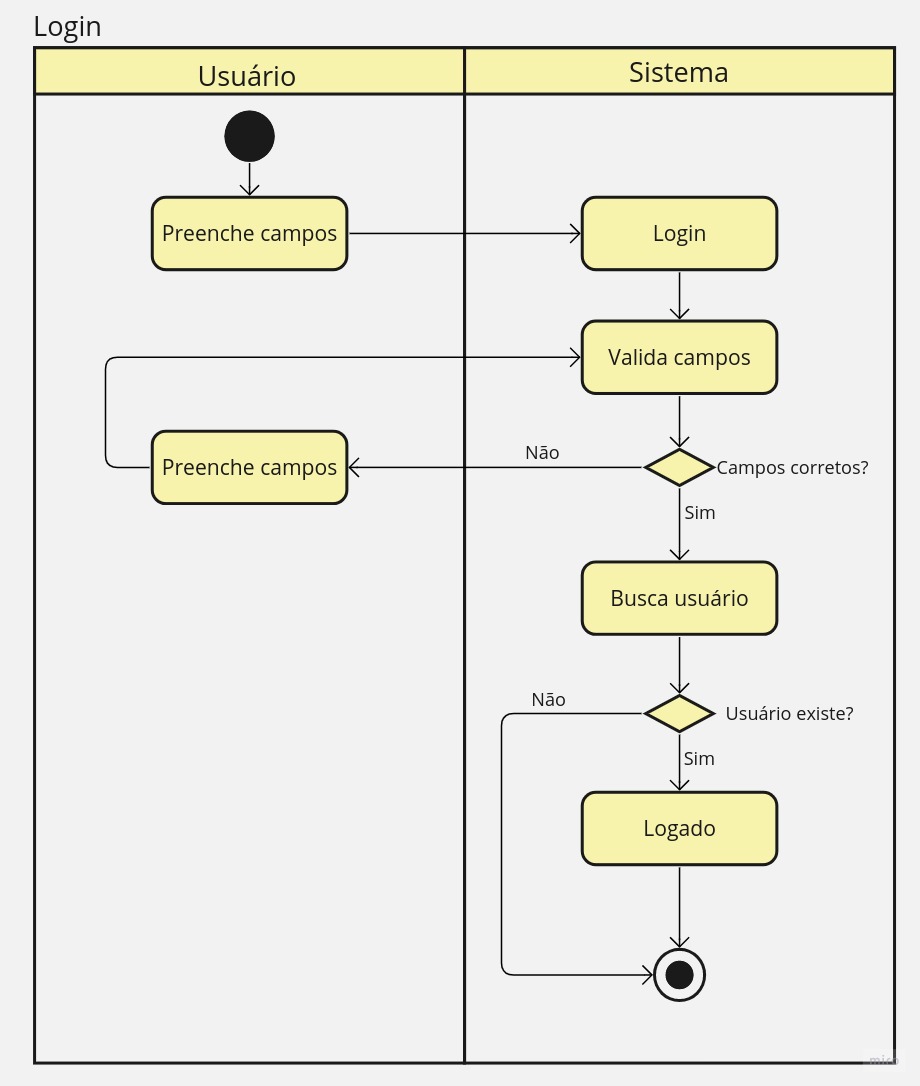 Login
Usuário
Sistema
Preenche campos
Login
Valida campos
Preenche campos
Não
Campos corretos?
Sim
Busca usuário
Não
Usuário existe?
Sim
Logado
miro